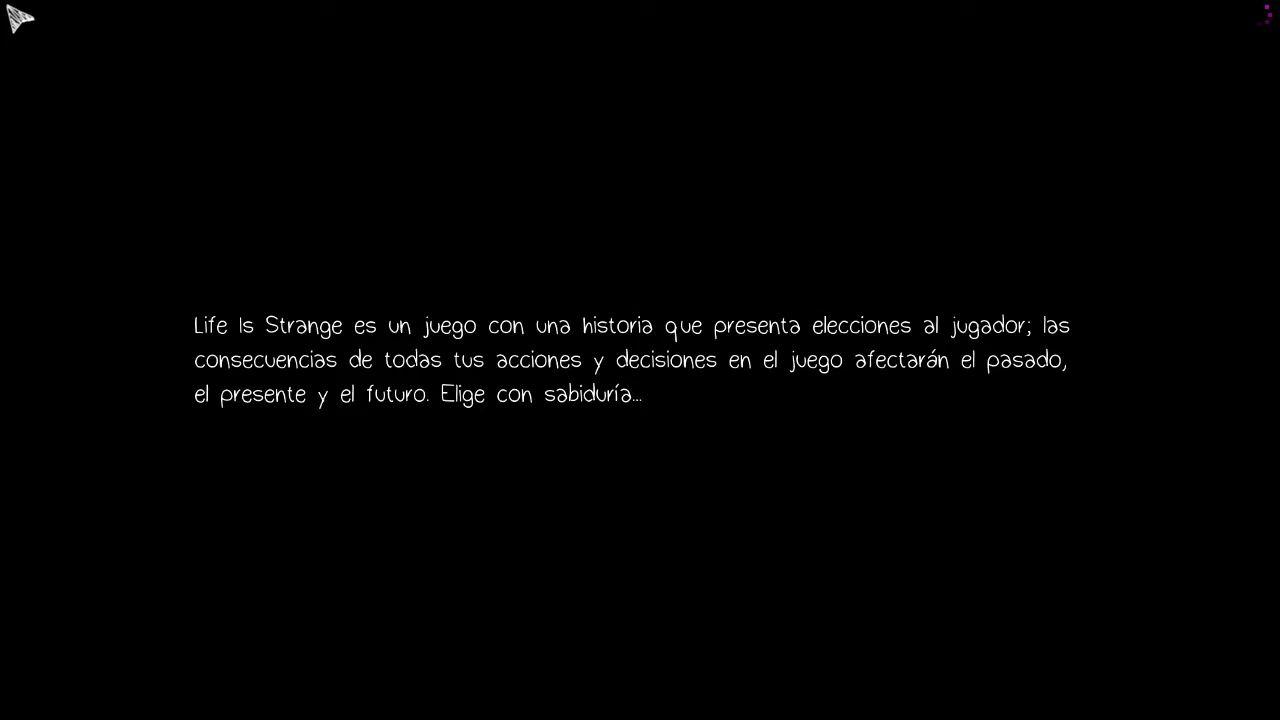 Life Is Strange es un juego con una historia que presenta elecciones al jugador; las
consecuencias de todas tus acciones y decisiones en el juego afectarán el pasado,
el presente y el futuro. Elige con sabiduría...